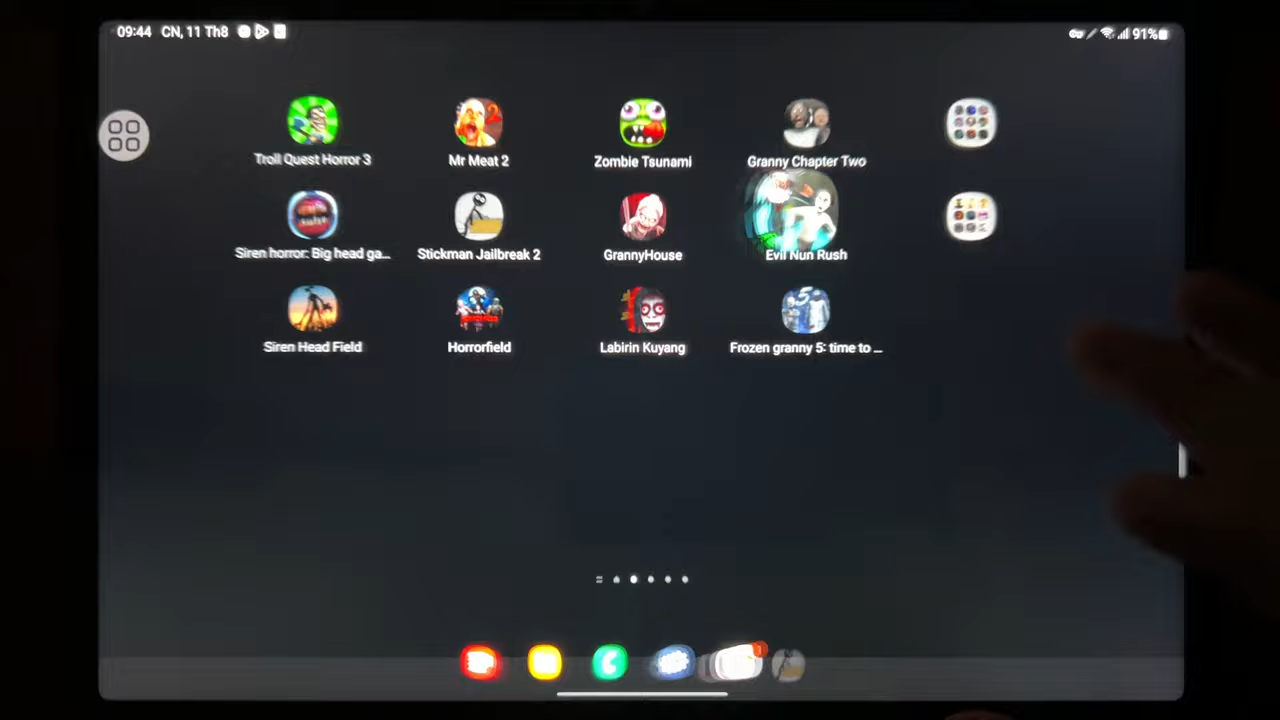 09:44 CN, 11 Th8
91%
Troll Quest Horror 3
Mr Meat 2
Zombie Tsunami
Granny Chapter Two
Siren horror: Big head ga...
Stickman Jailbreak 2
GrannyHouse
Evil Nun Rush
Siren Head Field
Horrorfield
Labirin Kuyang
Frozen granny 5: time to ...